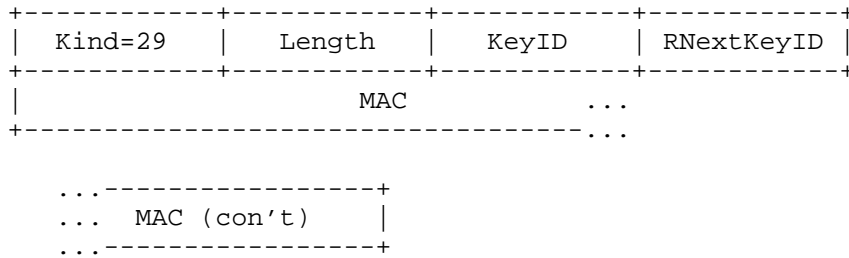 +------------+------------+------------+------------+
|  Kind=29   |   Length   |   KeyID    | RNextKeyID |
+------------+------------+------------+------------+
|                     MAC           ...
+-----------------------------------...

   ...-----------------+
   ...  MAC (con't)    |
   ...-----------------+